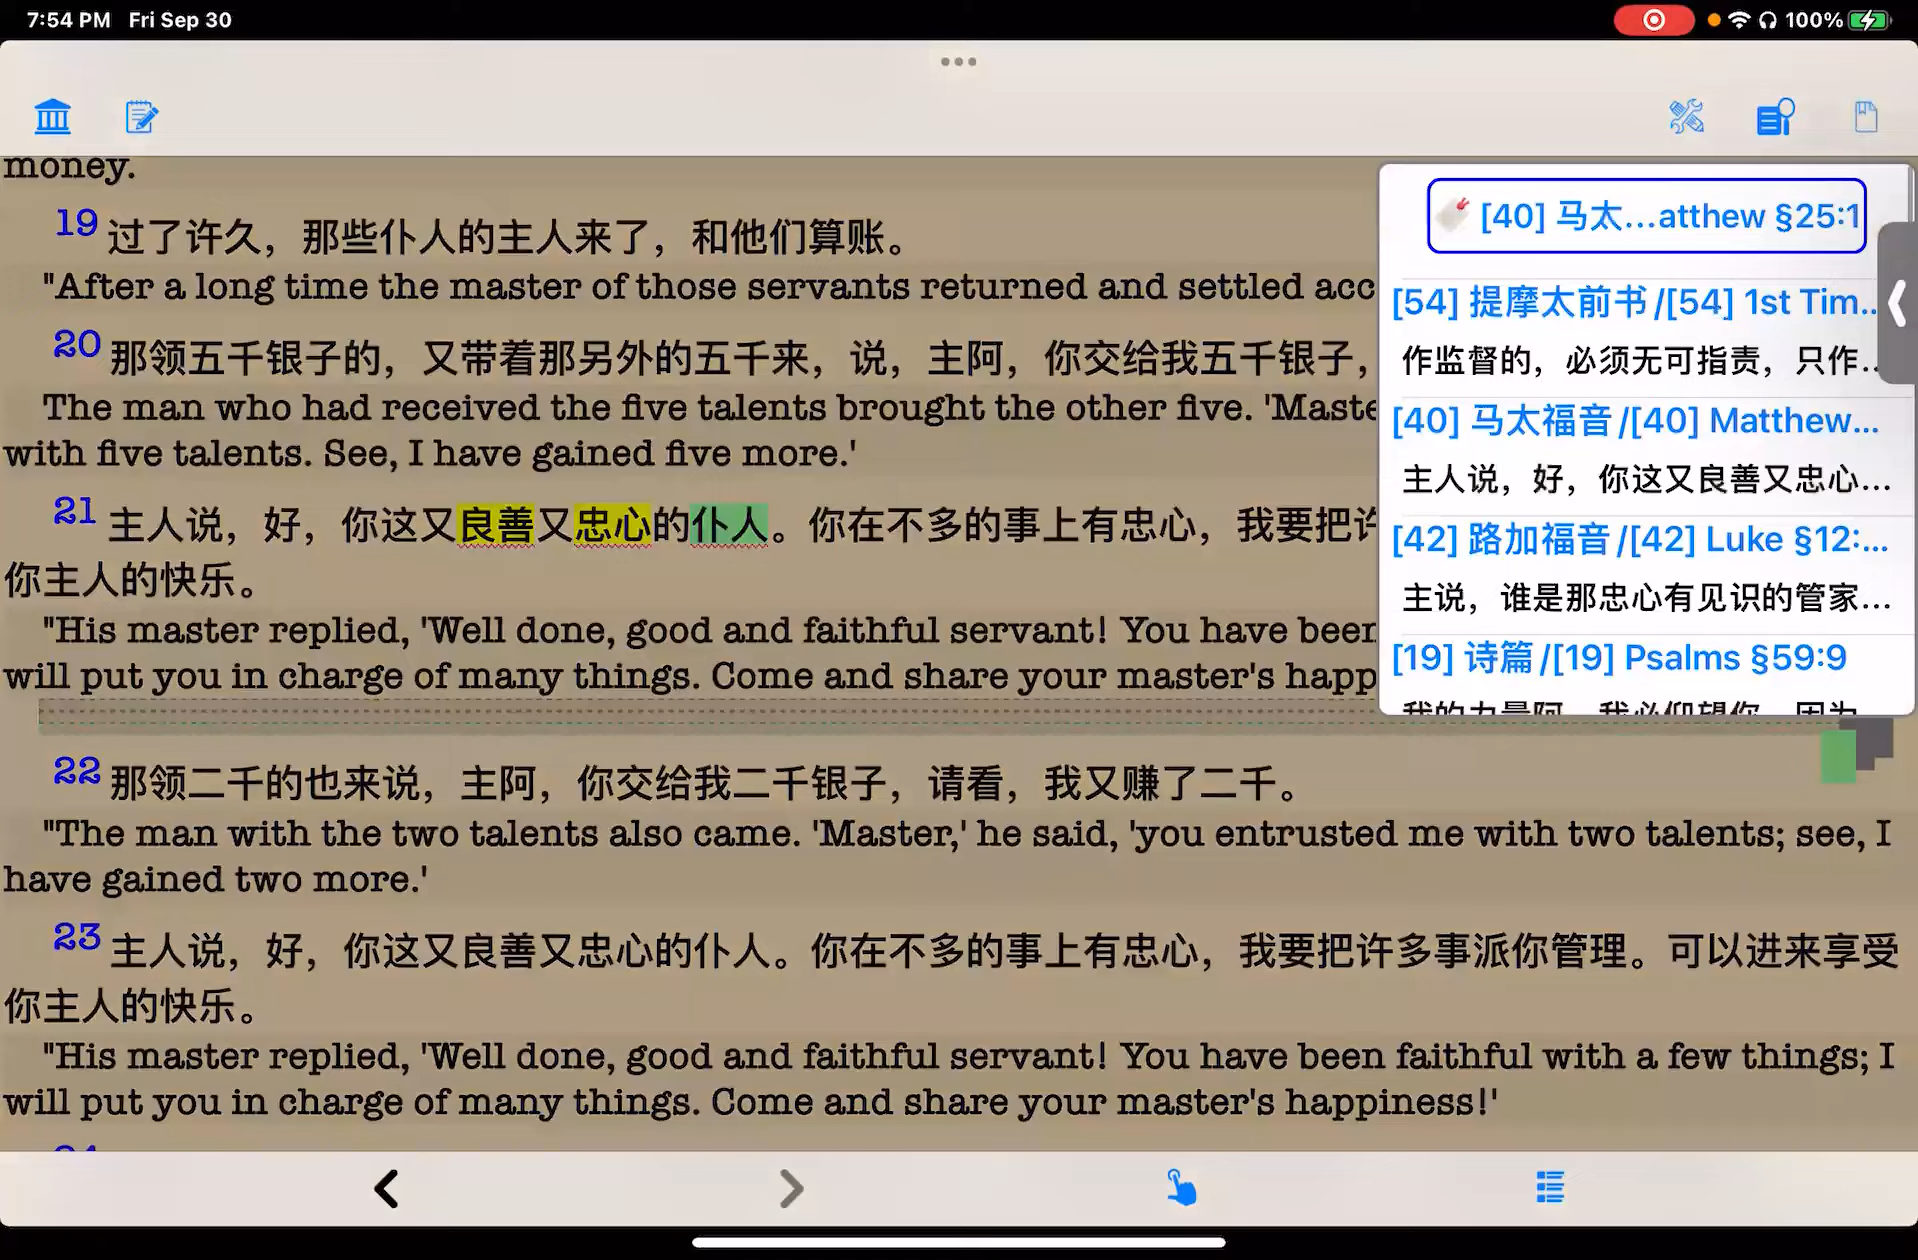 7:54 PM Fri Sep 30
100%
money.
19 过了许久，那些仆人的主人来了，和他们算账。
"After a long time the master of those servants returned and settled acc
20 那领五千银子的，又带着那另外的五千来，说，主阿，你交给我五千银子，
The man who had received the five talents brought the other five. 'Maste
with five talents. See, I have gained five more.'
21 主人说，好，你这又良善又忠心的仆人。你在不多的事上有忠心，我要把许
你主人的快乐。
"His master replied, 'Well done, good and faithful servant! You have been
will put you in charge of many things. Come and share your master's happ
22 那领二千的也来说，主阿，你交给我二千银子，请看，我又赚了二千。
"The man with the two talents also came. 'Master,' he said, 'you entrusted me with two talents; see, I
have gained two more.'
23 主人说，好，你这又良善又忠心的仆人。你在不多的事上有忠心，我要把许多事派你管理。可以进来享受
你主人的快乐。
"His master replied, 'Well done, good and faithful servant! You have been faithful with a few things; I
will put you in charge of many things. Come and share your master's happiness!'
[40] 马太...atthew §25:1
[54] 提摩太前书/[54] 1st Tim...
作监督的，必须无可指责，只作...
[40] 马太福音/[40] Matthew...
主人说，好，你这又良善又忠心...
[42] 路加福音/[42] Luke §12:...
主说，谁是那忠心有见识的管家...
[19] 诗篇/[19] Psalms §59:9
我的力量阿，我必仰望你，因为